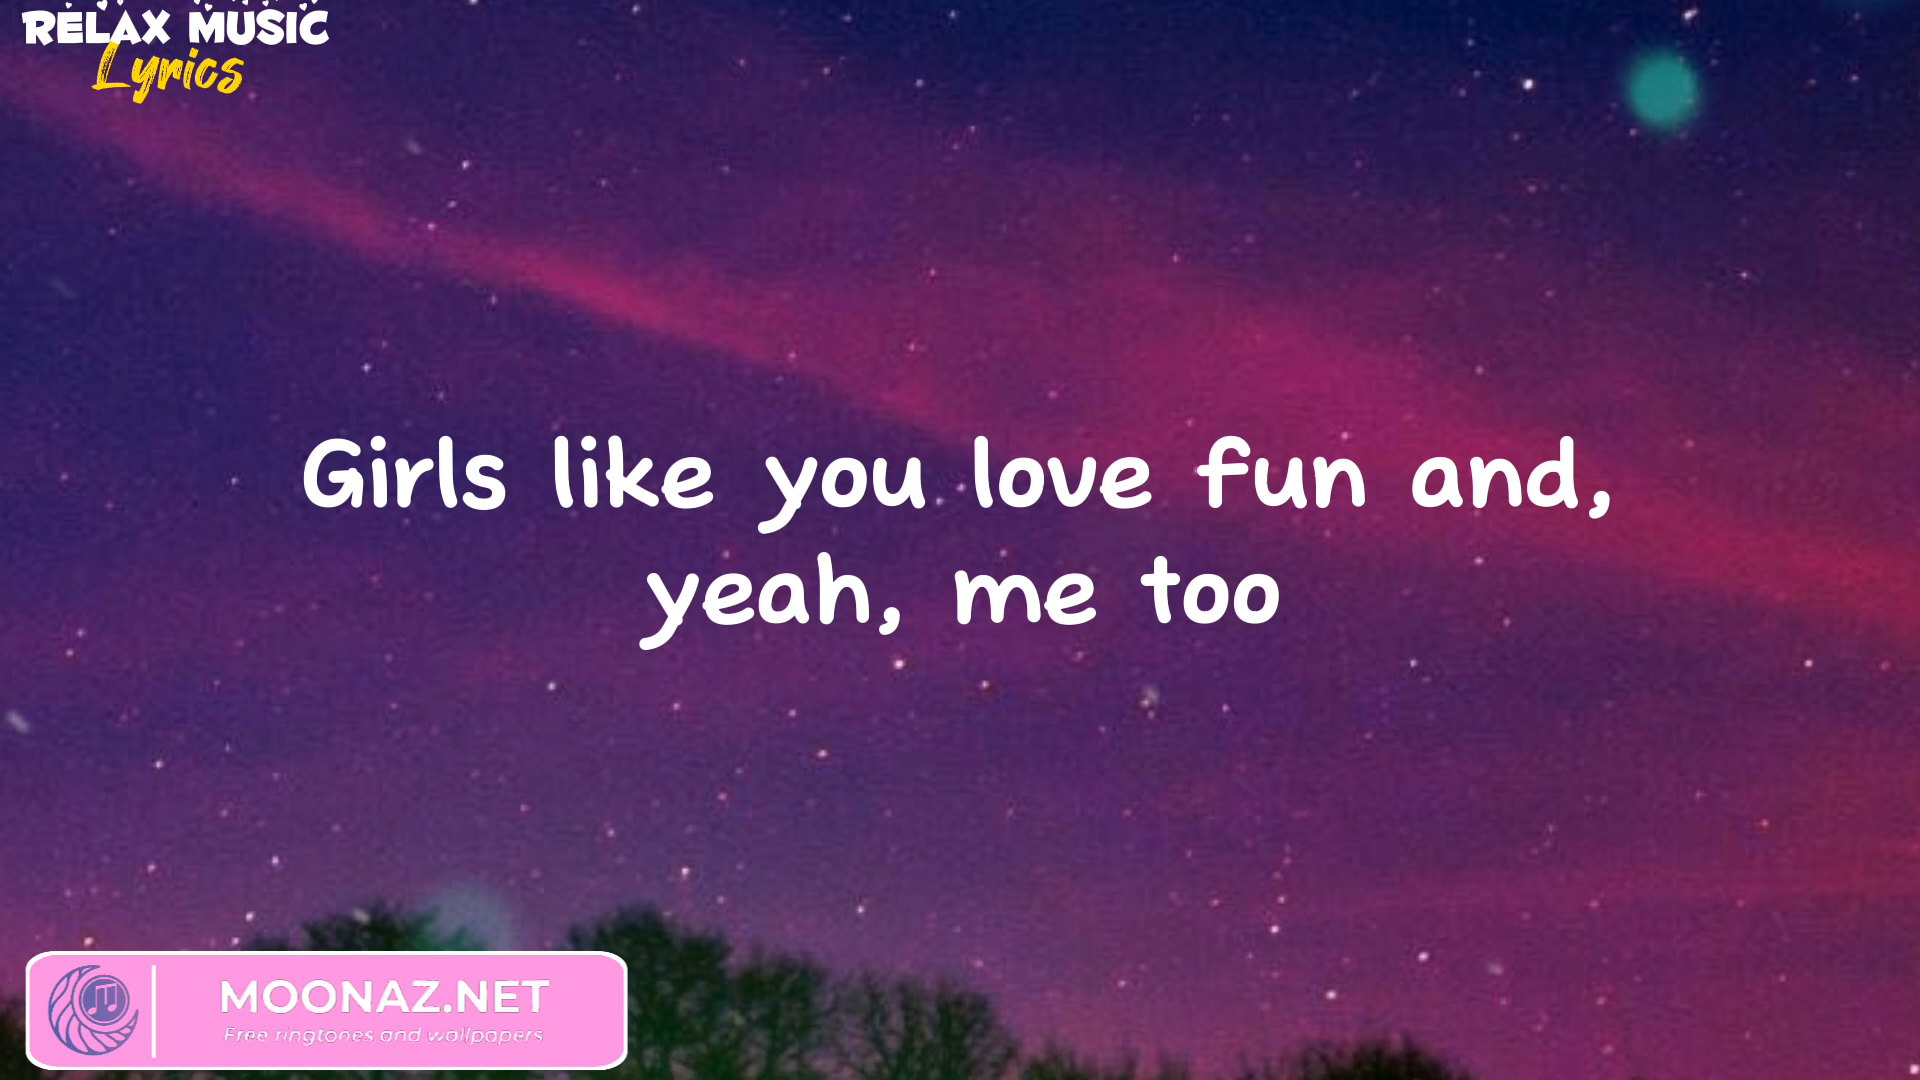 RELAX MUSIC
Lyrics
Girls like you love fun and,
yeah, me too
MOONAZ.NET
Free ringtones and wallpapers